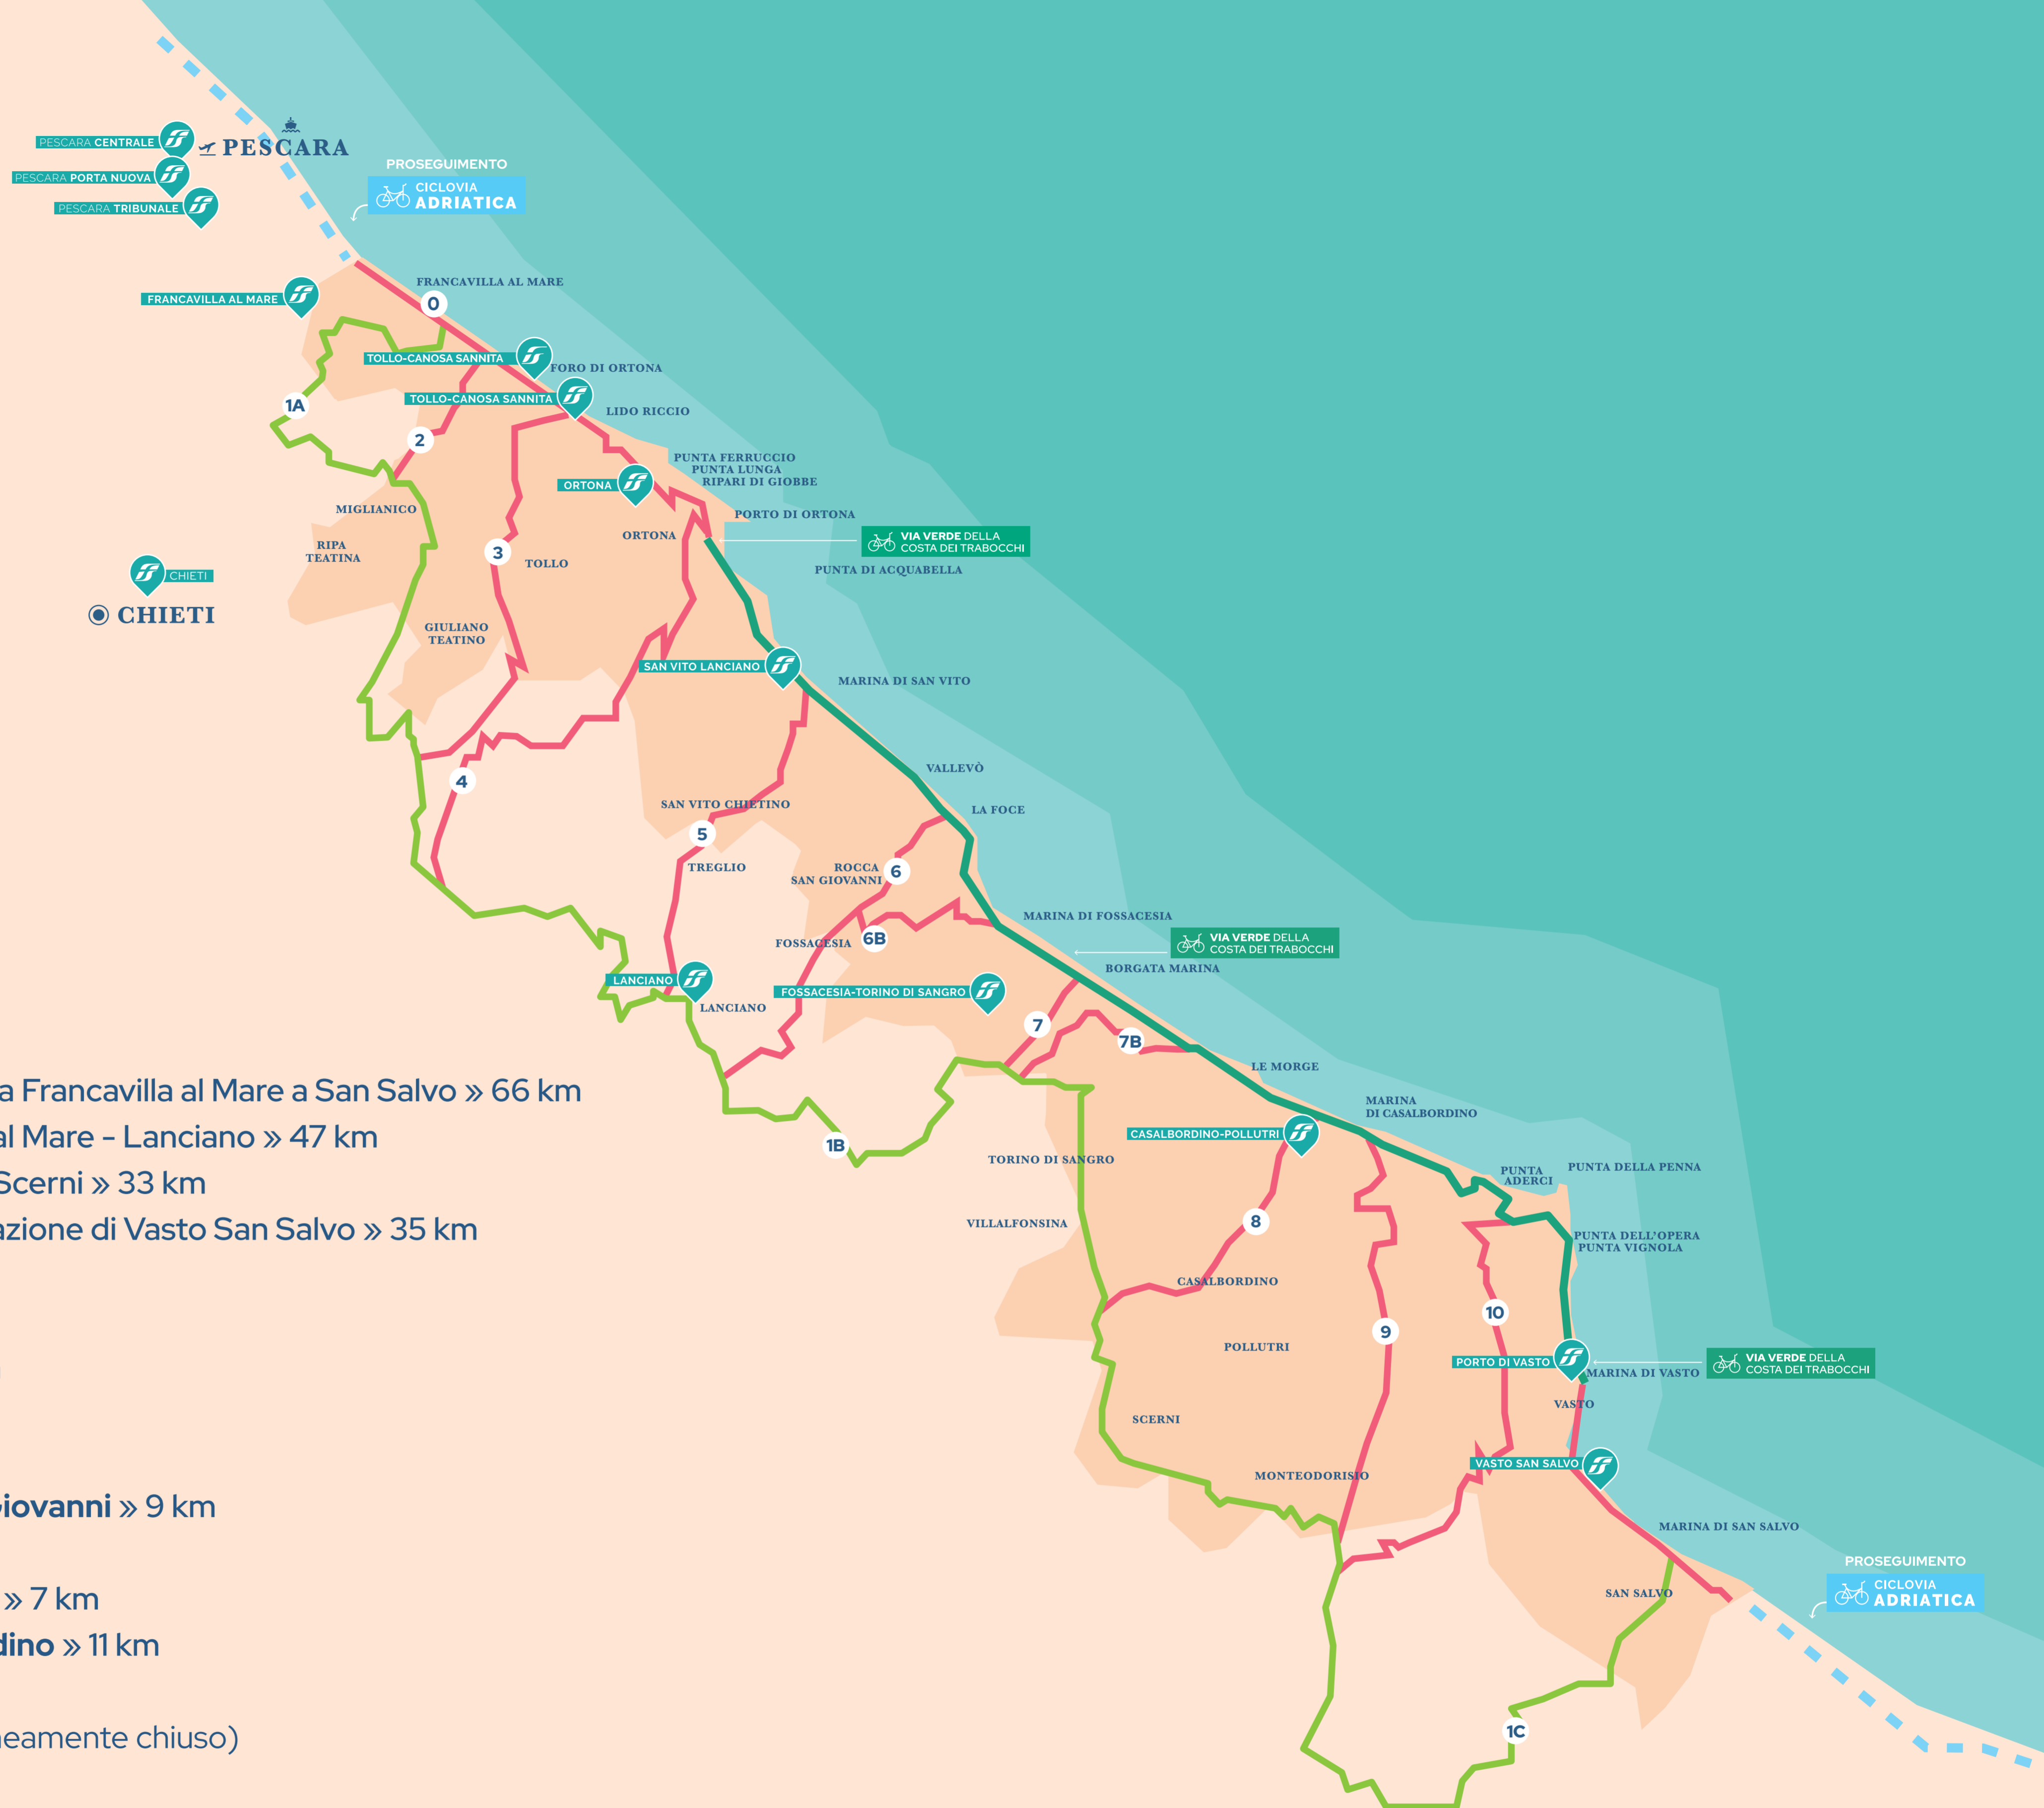 PESCARA CENTRALE
PESCARA
PESCARA PORTA NUOVA
PESCARA TRIBUNALE
PROSEGUIMENTO
CICLOVIA
ADRIATICA
FRANCAVILLA AL MARE
FRANCAVILLA AL MARE
0
TOLLO-CANOSA SANNITA
FORO DI ORTONA
TOLLO-CANOSA SANNITA
1A
LIDO RICCIO
2
PUNTA FERRUCCIO
PUNTA LUNGA
RIPARI DI GIOBBE
ORTONA
MIGLIANICO
PORTO DI ORTONA
ORTONA
VIA VERDE DELLA
COSTA DEI TRABOCCHI
RIPA
TEATINA
3
TOLLO
PUNTA DI ACQUABELLA
CHIETI
CHIETI
GIULIANO
TEATINO
SAN VITO LANCIANO
MARINA DI SAN VITO
4
VALLEVÒ
SAN VITO CHIETINO
LA FOCE
5
TREGLIO
ROCCA
SAN GIOVANNI
6
MARINA DI FOSSACESIA
FOSSACESIA
6B
VIA VERDE DELLA
COSTA DEI TRABOCCHI
BORGATA MARINA
LANCIANO
FOSSACESIA-TORINO DI SANGRO
LANCIANO
7
7B
LE MORGE
a Francavilla al Mare a San Salvo » 66 km
al Mare - Lanciano » 47 km
Scerni » 33 km
azione di Vasto San Salvo » 35 km
MARINA
DI CASALBORDINO
CASALBORDINO-POLLUTRI
1B
TORINO DI SANGRO
PUNTA
ADERCI
PUNTA DELLA PENNA
VILLALFONSINA
8
PUNTA DELL'OPERA
PUNTA VIGNOLA
CASALBORDINO
10
9
POLLUTRI
PORTO DI VASTO
MARINA DI VASTO
VIA VERDE DELLA
COSTA DEI TRABOCCHI
VASTO
SCERNI
VASTO SAN SALVO
MONTEODORISIO
Giovanni » 9 km
MARINA DI SAN SALVO
PROSEGUIMENTO
CICLOVIA
ADRIATICA
SAN SALVO
» 7 km
dino » 11 km
1C
neamente chiuso)